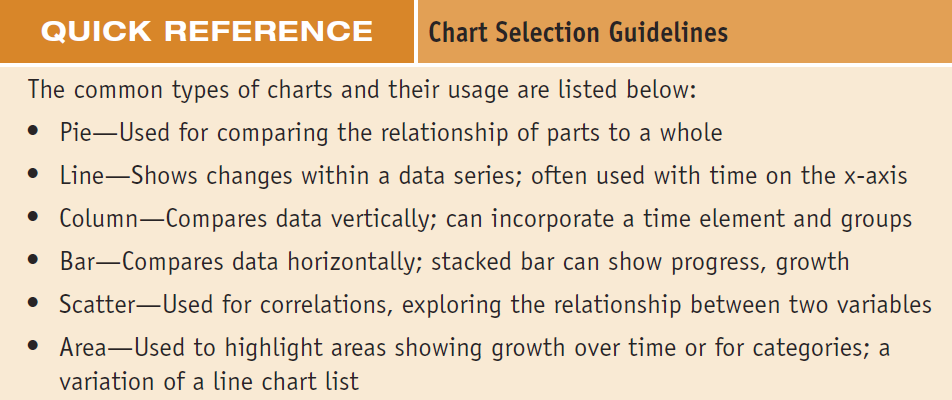 QUICK REFERENCE
Chart Selection Guidelines
The common types of charts and their usage are listed below:
• Pie—Used for comparing the relationship of parts to a whole
• Line—Shows changes within a data series; often used with time on the x-axis
• Column—Compares data vertically; can incorporate a time element and groups
• Bar—Compares data horizontally; stacked bar can show progress, growth
• Scatter—Used for correlations, exploring the relationship between two variables
• Area—Used to highlight areas showing growth over time or for categories; a
variation of a line chart list